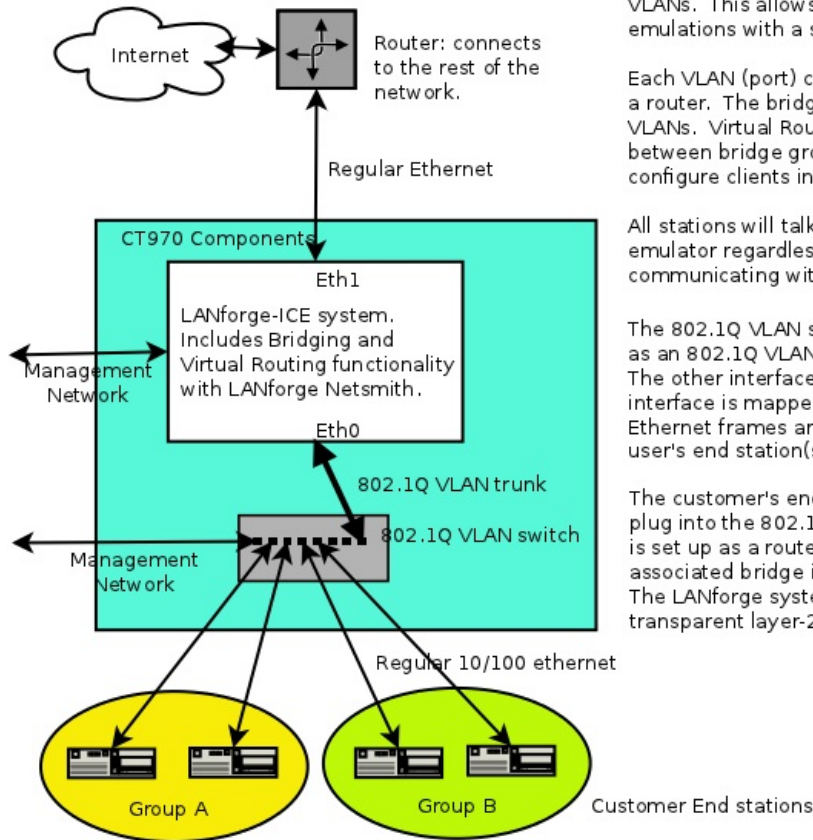 Internet
Router: connects
to the rest of the
network.
Regular Ethernet
CT970 Components
Eth1
LANforge-ICE system.
Includes Bridging and
Virtual Routing functionality
with LANforge Netsmith.
Eth0
Management
Network
802.1Q VLAN trunk
802.1Q VLAN switch
Management
Network
Regular 10/100 ethernet
Group A
Group B
Customer End stations
VLANs. This allows
emulations with a s
Each VLAN (port) c
a router. The bridg
VLANs. Virtual Rou
between bridge gro
configure clients in
All stations will talk
emulator regardles
communicating wit
The 802.1Q VLAN s
as an 802.1Q VLAN
The other interface
interface is mappe
Ethernet frames ar
user's end station(s
The customer's end
plug into the 802.1
is set up as a route
associated bridge i
The LANforge syste
transparent layer-2